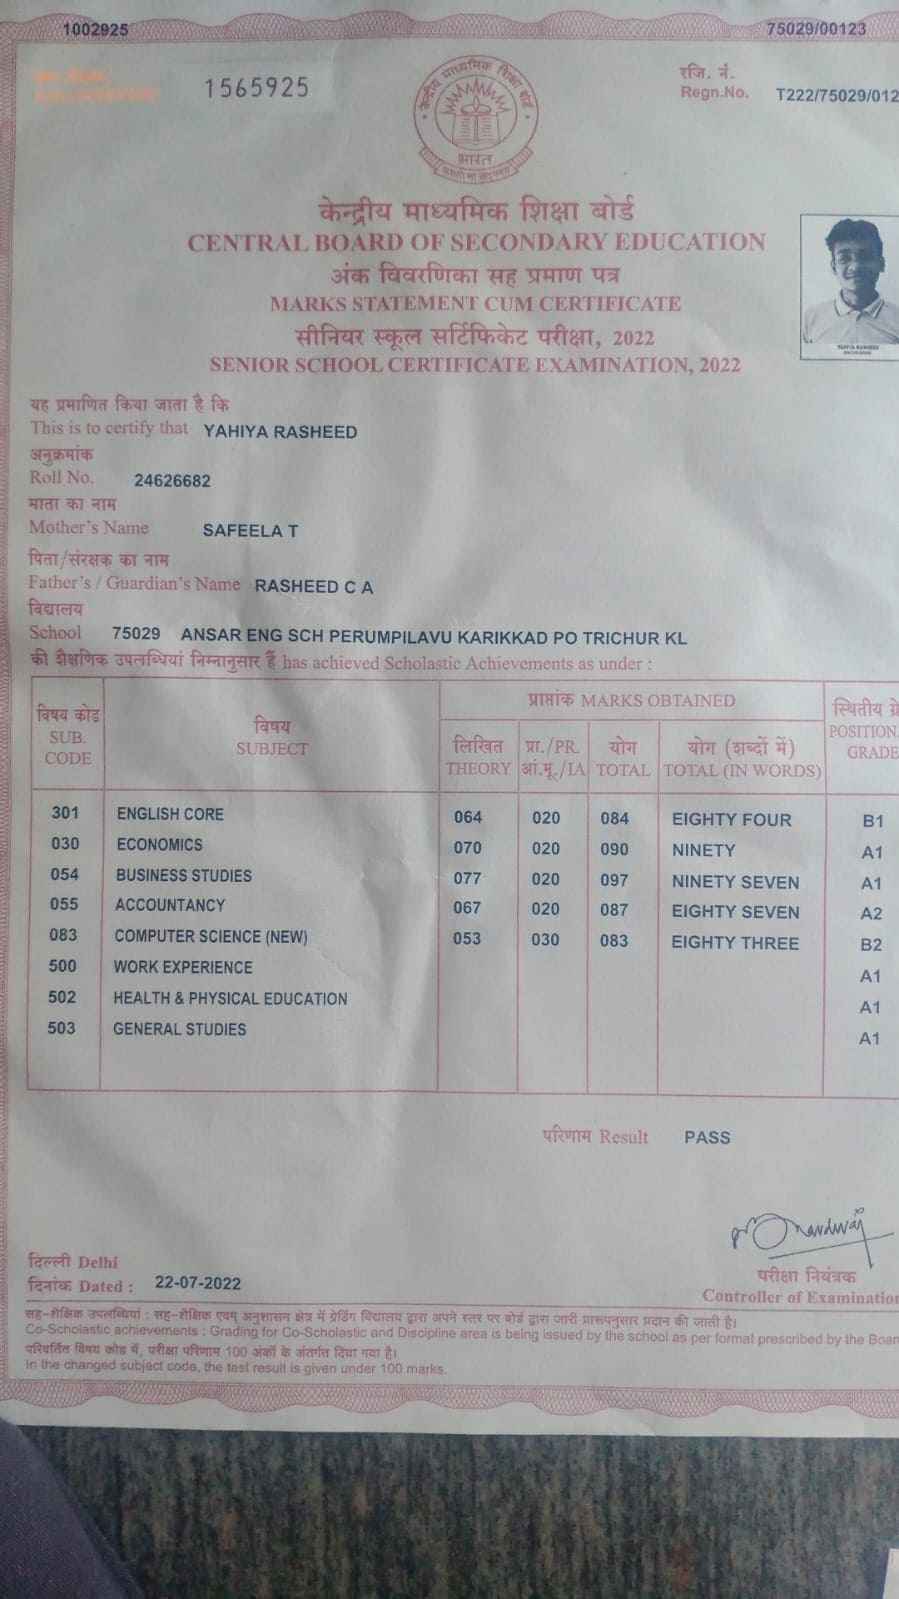 1002925
75029/00123
1565925
रजि. नं.
Regn.No. T222/75029/012
भारत
केन्द्रीय माध्यमिक शिक्षा बोर्ड
CENTRAL BOARD OF SECONDARY EDUCATION
अंक विवरणिका सह प्रमाण पत्र
MARKS STATEMENT CUM CERTIFICATE
सीनियर स्कूल सर्टिफिकेट परीक्षा, 2022
SENIOR SCHOOL CERTIFICATE EXAMINATION, 2022
यह प्रमाणित किया जाता है कि
This is to certify that YAHIYA RASHEED
अनुक्रमांक
Roll No. 24626682
माता का नाम
Mother's Name SAFEELA T
पिता/संरक्षक का नाम
Father's / Guardian's Name RASHEED C A
विद्यालय
School 75029 ANSAR ENG SCH PERUMPILAVU KARIKKAD PO TRICHUR KL
की शैक्षणिक उपलब्धियां निम्नानुसार हैं has achieved Scholastic Achievements as under :
विषय कोड
SUB.
CODE
विषय
SUBJECT
प्राप्तांक MARKS OBTAINED
लिखित
THEORY
प्रा./PR.
आं.मू./IA
योग
TOTAL
योग (शब्दों में)
TOTAL (IN WORDS)
स्थितीय ग्रे
POSITION
GRADE
301 ENGLISH CORE 064 020 084 EIGHTY FOUR B1
030 ECONOMICS 070 020 090 NINETY A1
054 BUSINESS STUDIES 077 020 097 NINETY SEVEN A1
055 ACCOUNTANCY 067 020 087 EIGHTY SEVEN A2
083 COMPUTER SCIENCE (NEW) 053 030 083 EIGHTY THREE B2
500 WORK EXPERIENCE A1
502 HEALTH & PHYSICAL EDUCATION A1
503 GENERAL STUDIES A1
परिणाम Result PASS
दिल्ली Delhi
दिनांक Dated : 22-07-2022
परीक्षा नियंत्रक
Controller of Examination
सह-शैक्षिक उपलब्धियां : सह-शैक्षिक एवम् अनुशासन क्षेत्र में ग्रेडिंग विद्यालय द्वारा अपने स्तर पर बोर्ड द्वारा जारी प्रारूपनुसार प्रदान की जाती है।
Co-Scholastic achievements : Grading for Co-Scholastic and Discipline area is being issued by the school as per format prescribed by the Boar
परिवर्तित विषय कोड में, परीक्षा परिणाम 100 अंकों के अंतर्गत दिया गया है।
In the changed subject code, the test result is given under 100 marks.